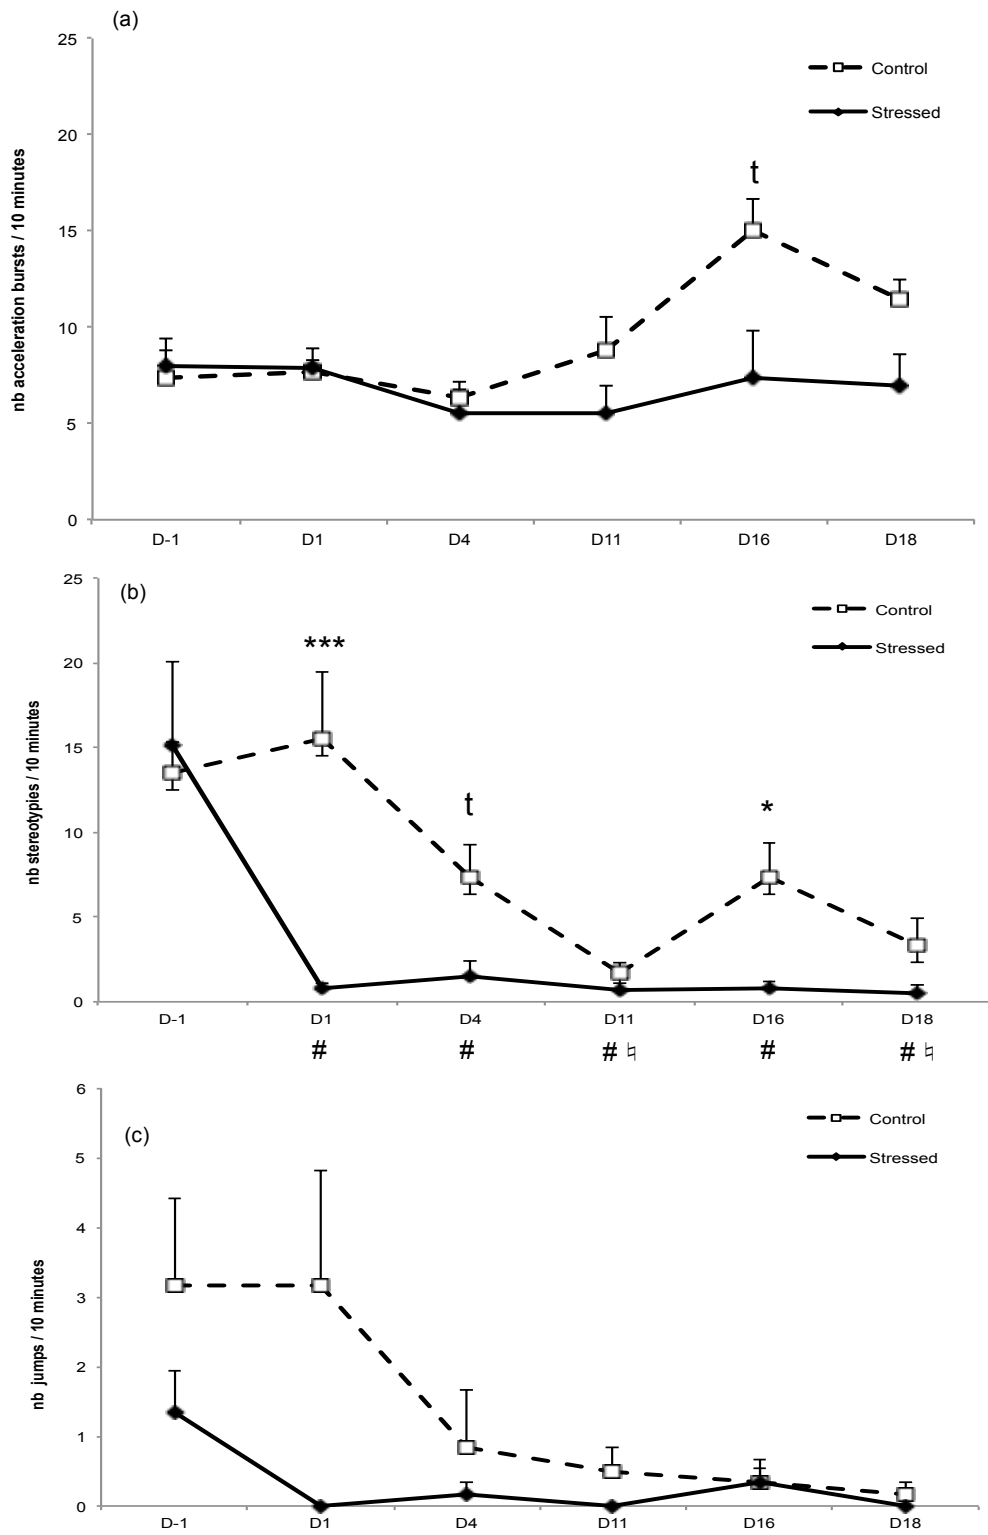 (a)
25
20
15
10
5
0
nb acceleration bursts / 10 minutes
Control
Stressed
t
D-1 D1 D4 D11 D16 D18
(b)
25
20
15
10
5
0
nb stereotypies / 10 minutes
Control
Stressed
***
t
*
D-1 D1 D4 D11 D16 D18
# # # ♮ # # ♮
(c)
6
5
4
3
2
1
0
nb jumps / 10 minutes
Control
Stressed
D-1 D1 D4 D11 D16 D18